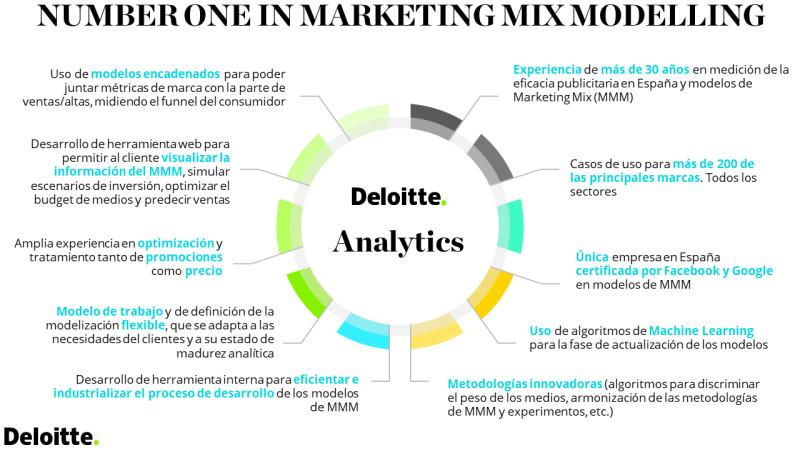 NUMBER ONE IN MARKETING MIX MODELLING
Uso de modelos encadenados para poder
juntar métricas de marca con la parte de
ventas/altas, midiendo el funnel del consumidor
Desarrollo de herramienta web para
permitir al cliente visualizar la
información del MMM, simular
escenarios de inversión, optimizar el
budget de medios y predecir ventas
Amplia experiencia en optimización y
tratamiento tanto de promociones
como precio
Modelo de trabajo y de definición de la
modelización flexible, que se adapta a las
necesidades del clientes y a su estado de
madurez analítica
Desarrollo de herramienta interna para eficientar e
industrializar el proceso de desarrollo de los modelos
de MMM
Deloitte.
Analytics
Experiencia de más de 30 años en medición de la
eficacia publicitaria en España y modelos de
Marketing Mix (MMM)
Casos de uso para más de 200 de
las principales marcas. Todos los
sectores
Única empresa en España
certificada por Facebook y Google
en modelos de MMM
Uso de algoritmos de Machine Learning
para la fase de actualización de los modelos
Metodologías innovadoras (algoritmos para discriminar
el peso de los medios, armonización de las metodologías
de MMM y experimentos, etc.)
Deloitte.